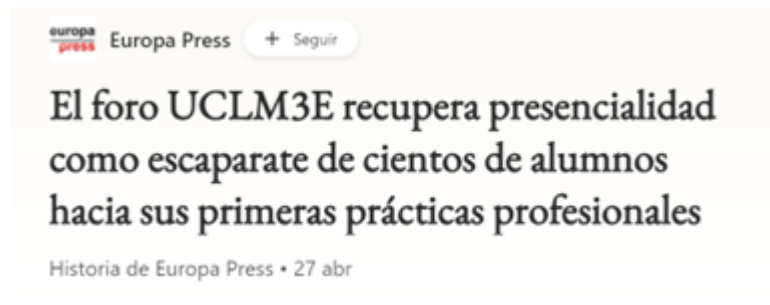 europa
press
Europa Press
+ Seguir
El foro UCLM3E recupera presencialidad
como escaparate de cientos de alumnos
hacia sus primeras prácticas profesionales
Historia de Europa Press • 27 abr